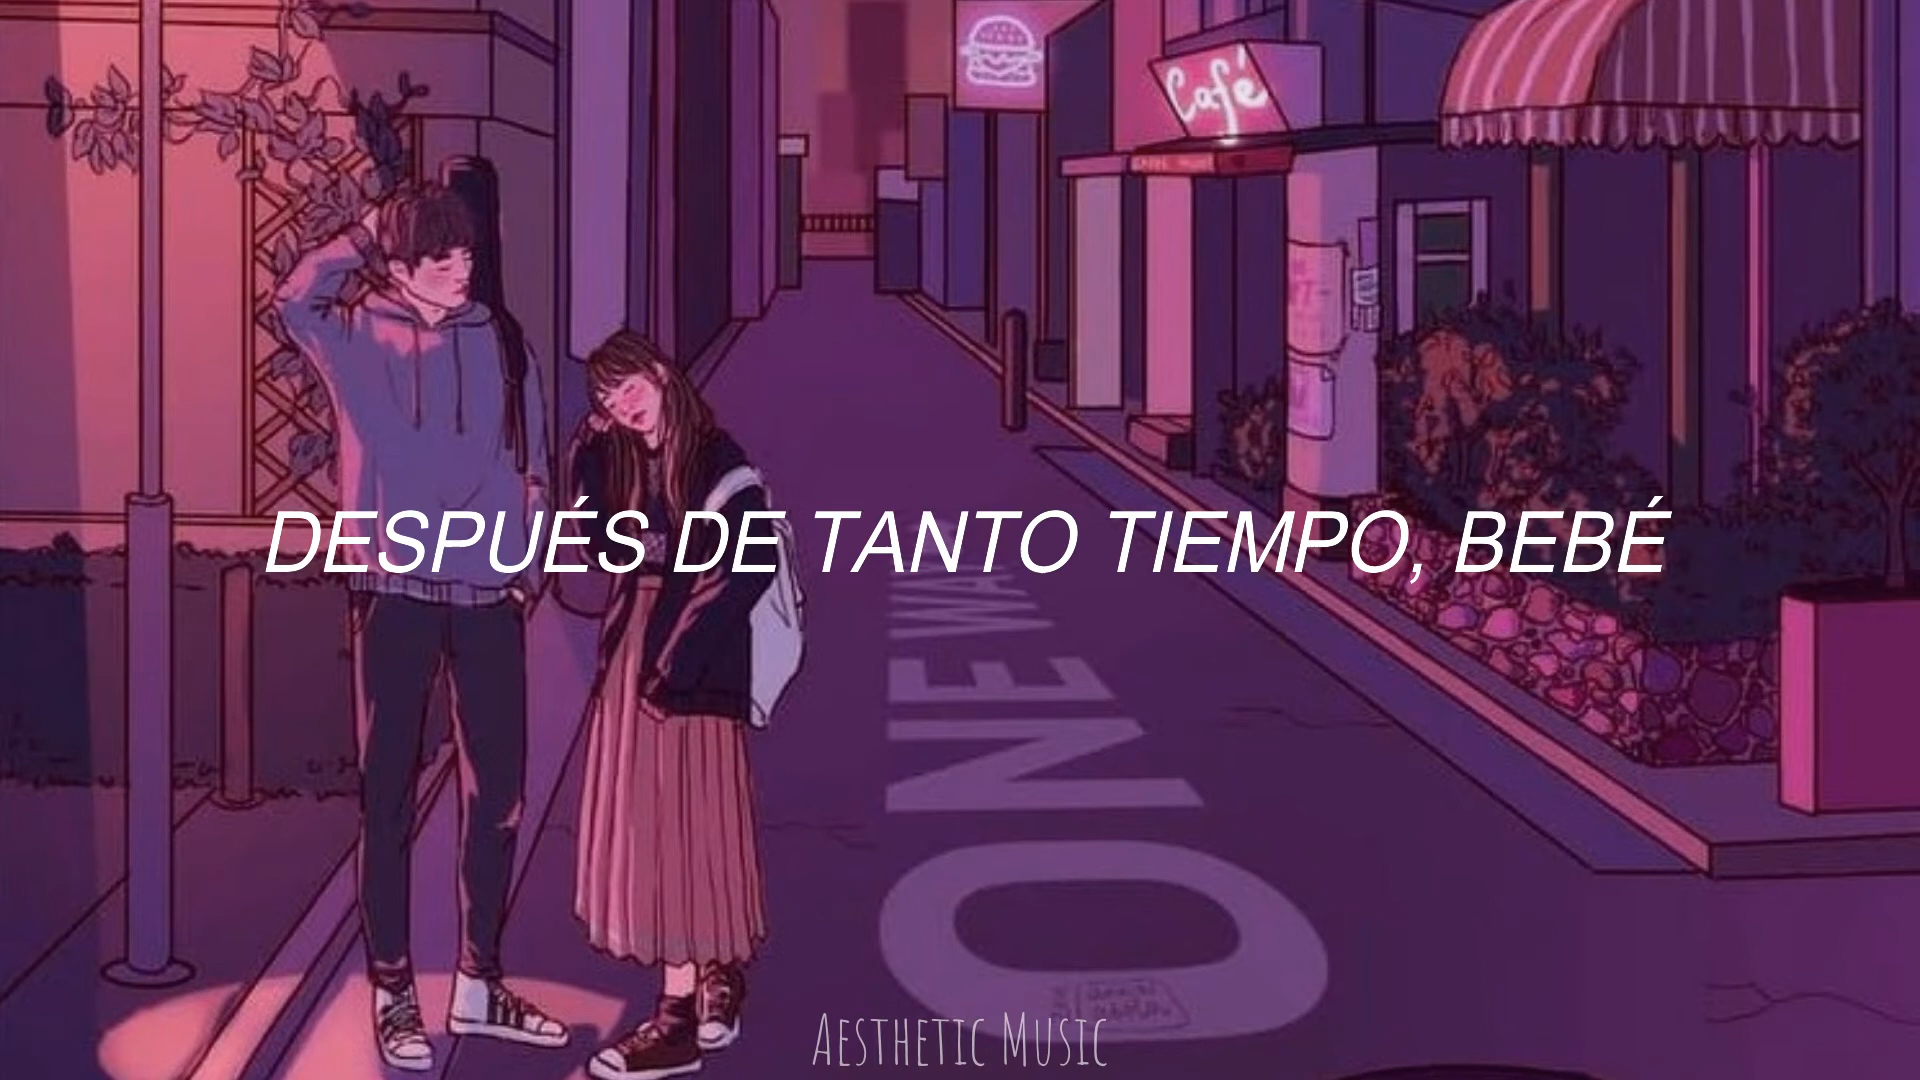 Café
DESPUÉS DE TANTO TIEMPO, BEBÉ
ONE WAY
AESTHETIC MUSIC